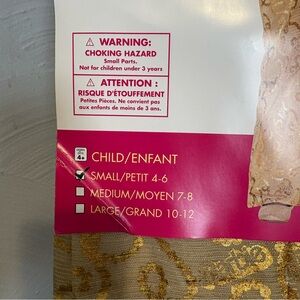 ⚠ WARNING:
CHOKING HAZARD
Small Parts.
Not for children under 3 years
⚠ ATTENTION :
RISQUE D'ÉTOUFFEMENT
Petites Pièces. Ne convient pas
aux enfants de moins de 3 ans.
4+
CHILD/ENFANT
SMALL/PETIT 4-6
MEDIUM/MOYEN 7-8
LARGE/GRAND 10-12